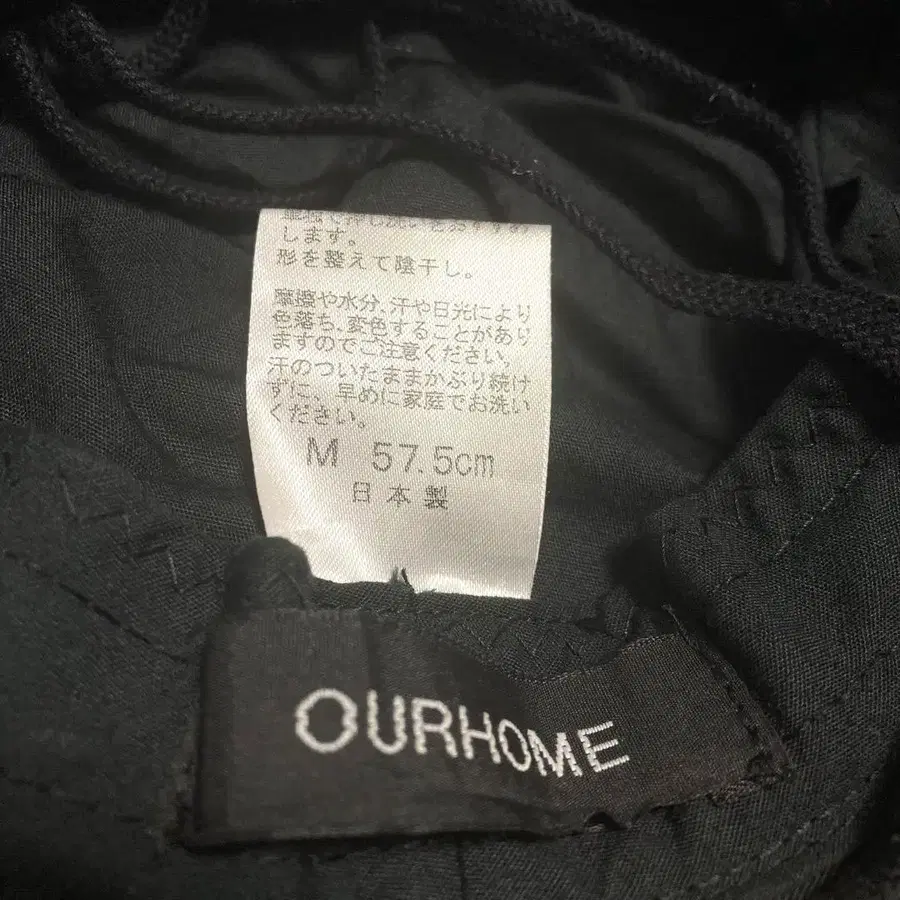 します。
形を整えて陰干し。
摩擦や水分、汗や日光により
色落ち、変色することがあり
ますのでご注意ください。
汗のついたままかぶり続け
ずに、早めに家庭でお洗い
ください。
M 57.5cm
日本製
OURHOME